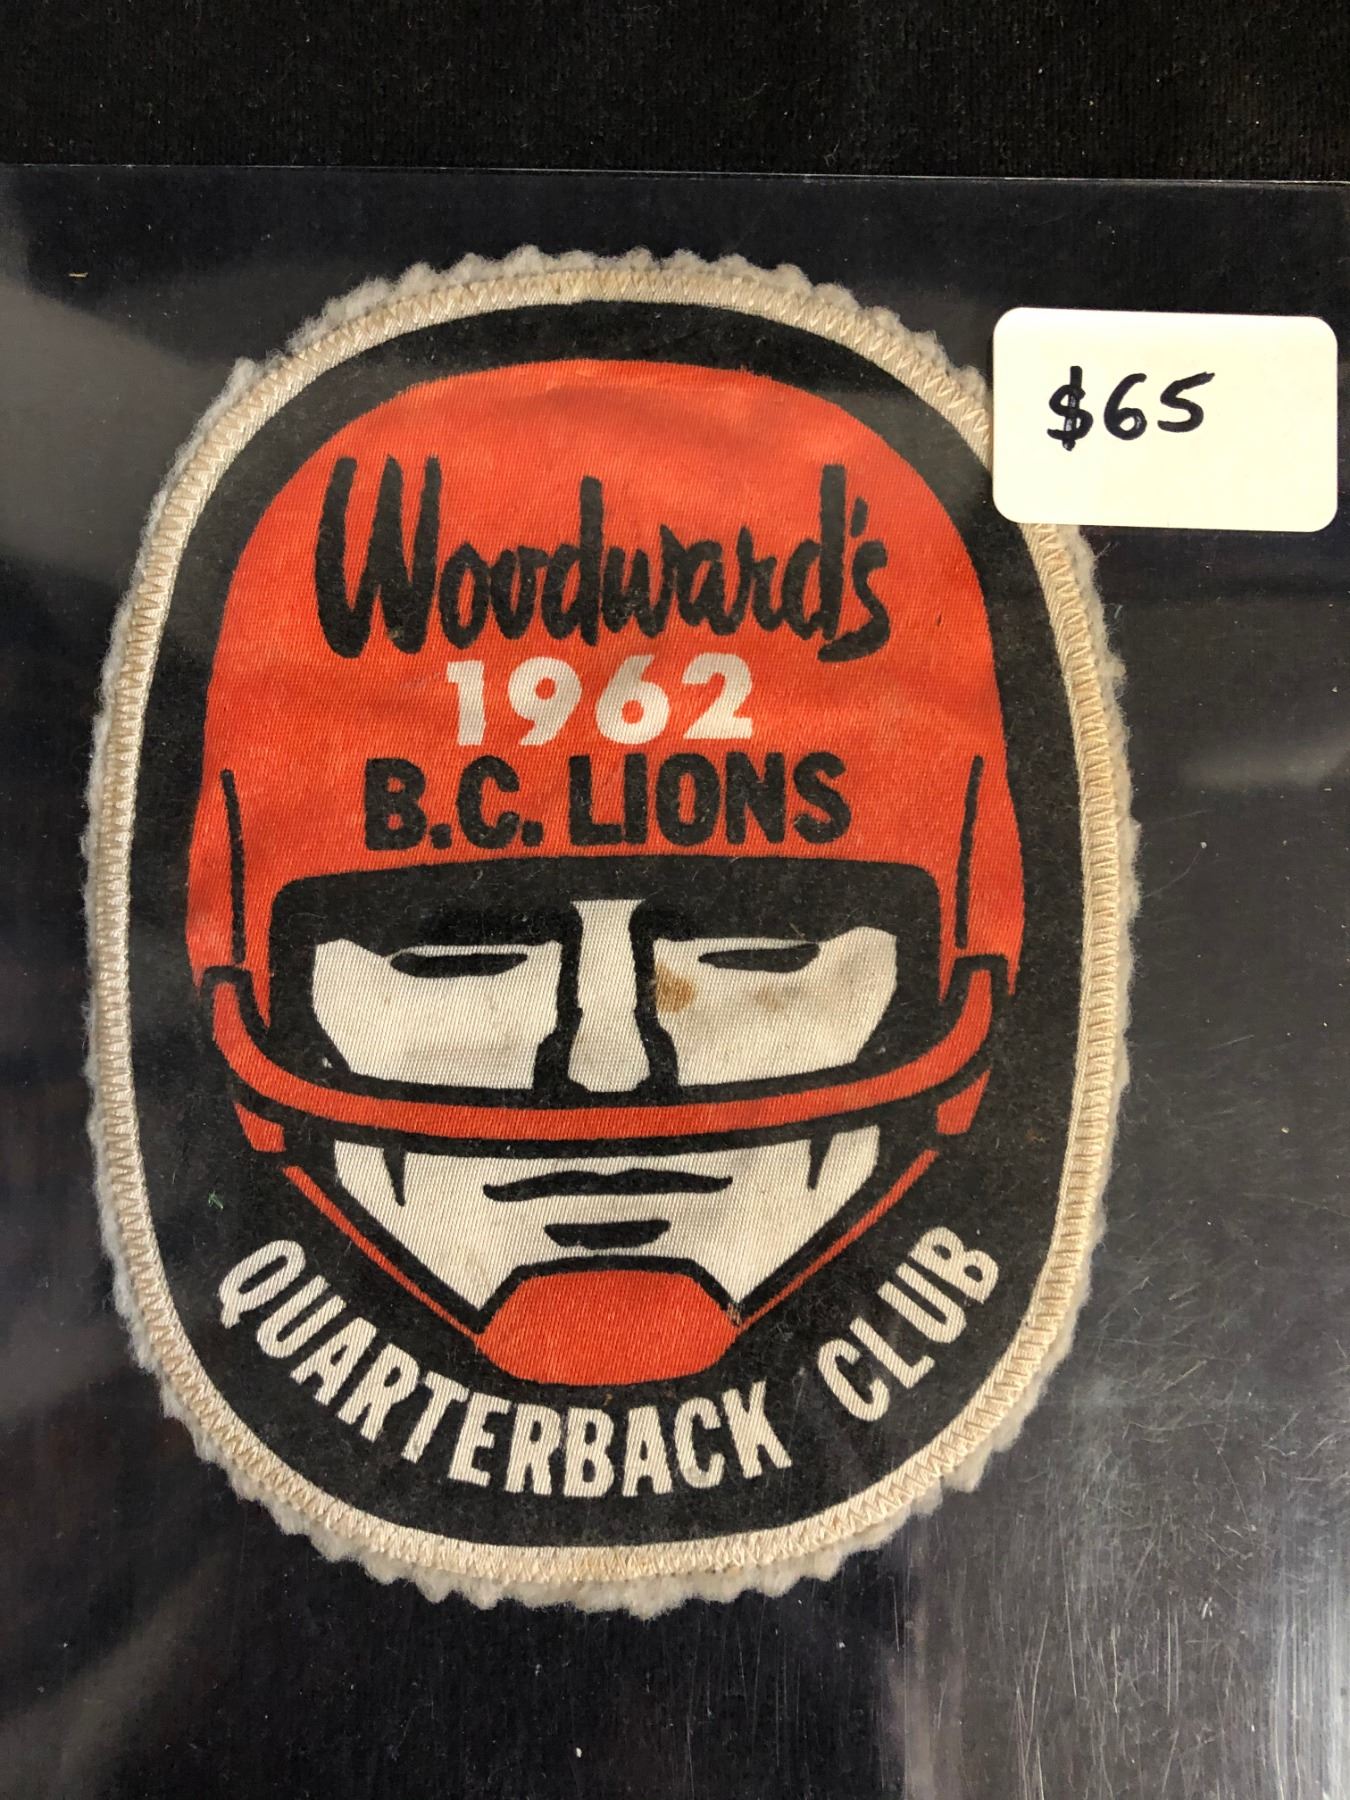 $65
Woodward's
1962
B.C. LIONS
QUARTERBACK CLUB